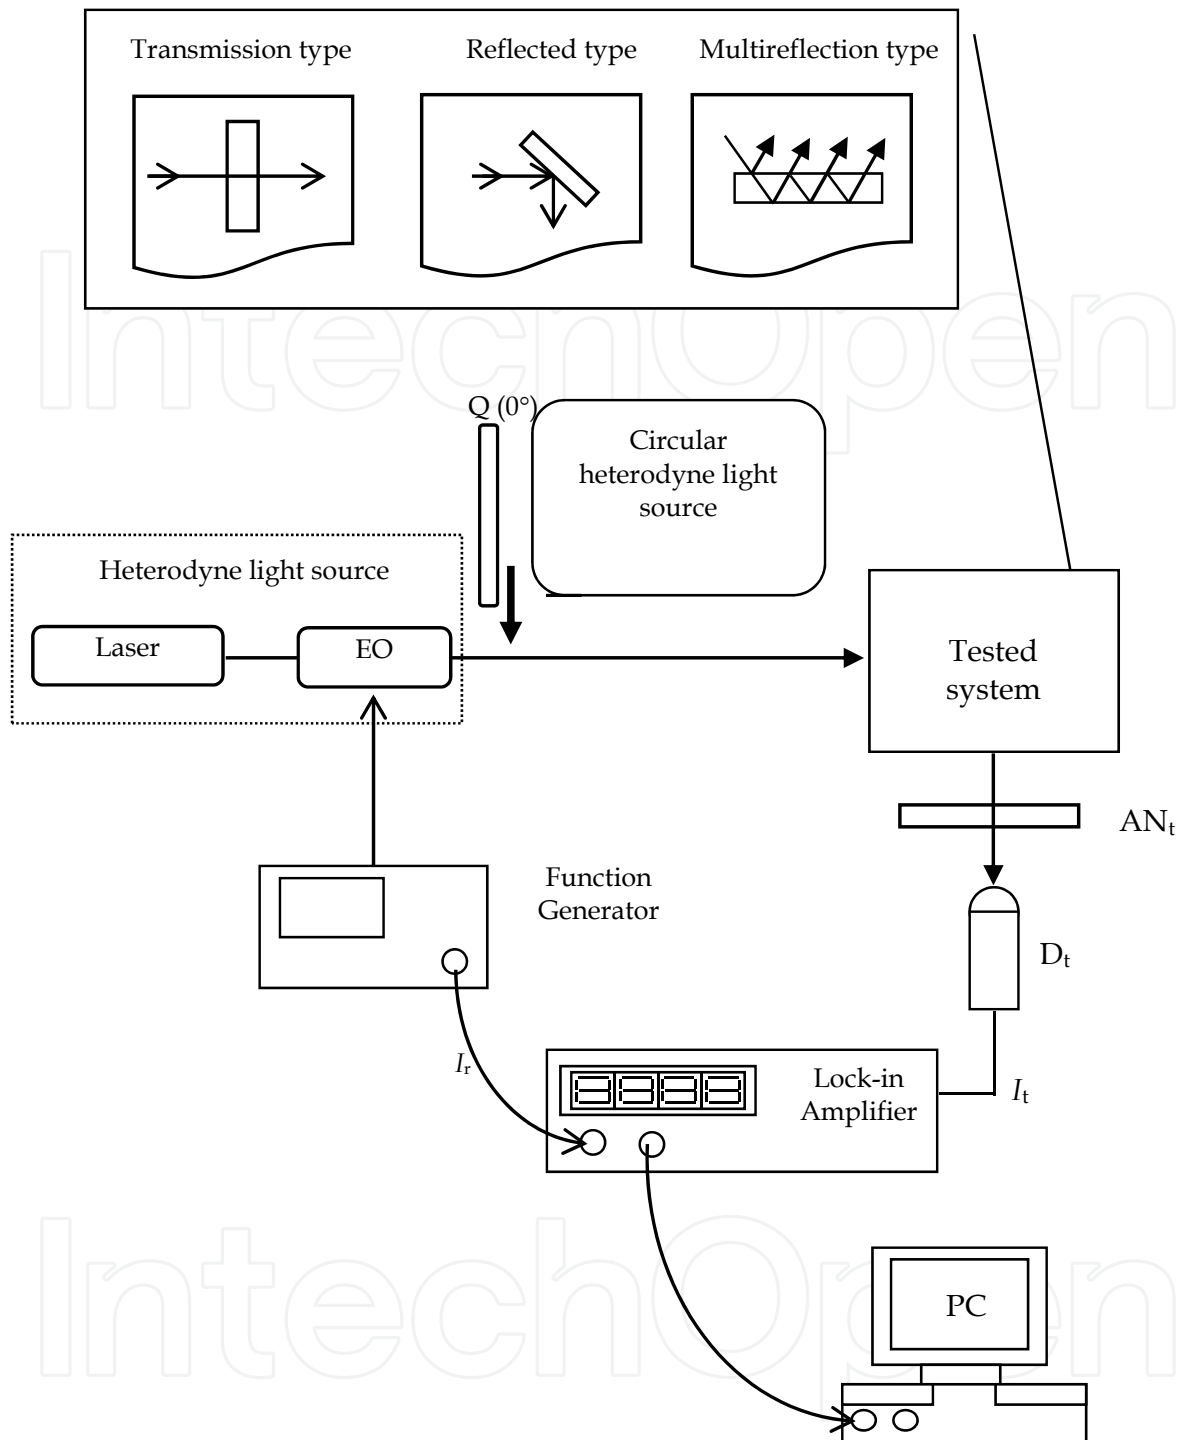 Transmission type
Reflected type
Multireflection type
IntechOpen
Q (0°)
Circular
heterodyne light
source
Heterodyne light source
Laser
EO
Tested
system
ANt
Function
Generator
Dt
Ir
Lock-in
Amplifier
It
IntechOpen
PC